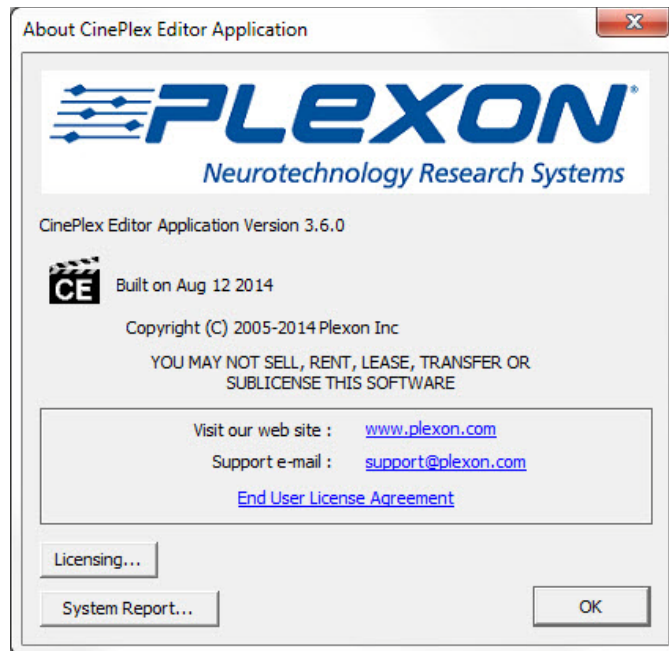 About CinePlex Editor Application
PLEXON®
Neurotechnology Research Systems
CinePlex Editor Application Version 3.6.0
CE
Built on Aug 12 2014
Copyright (C) 2005-2014 Plexon Inc
YOU MAY NOT SELL, RENT, LEASE, TRANSFER OR
SUBLICENSE THIS SOFTWARE
Visit our web site : www.plexon.com
Support e-mail : support@plexon.com
End User License Agreement
Licensing...
System Report...
OK